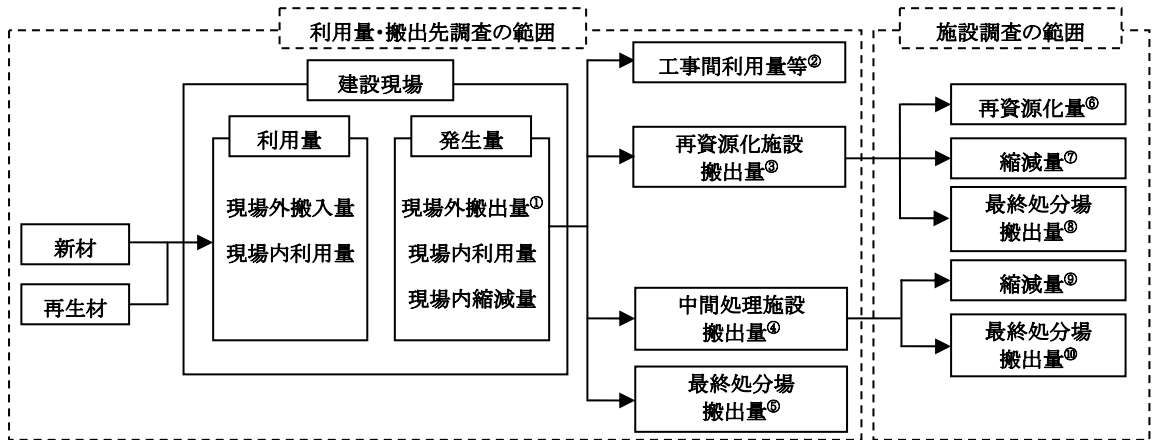 利用量・搬出先調査の範囲
施設調査の範囲
建設現場
利用量
現場外搬入量
現場内利用量
発生量
現場外搬出量①
現場内利用量
現場内縮減量
新材
再生材
工事間利用量等②
再資源化施設
搬出量③
中間処理施設
搬出量④
最終処分場
搬出量⑤
再資源化量⑥
縮減量⑦
最終処分場
搬出量⑧
縮減量⑨
最終処分場
搬出量⑩